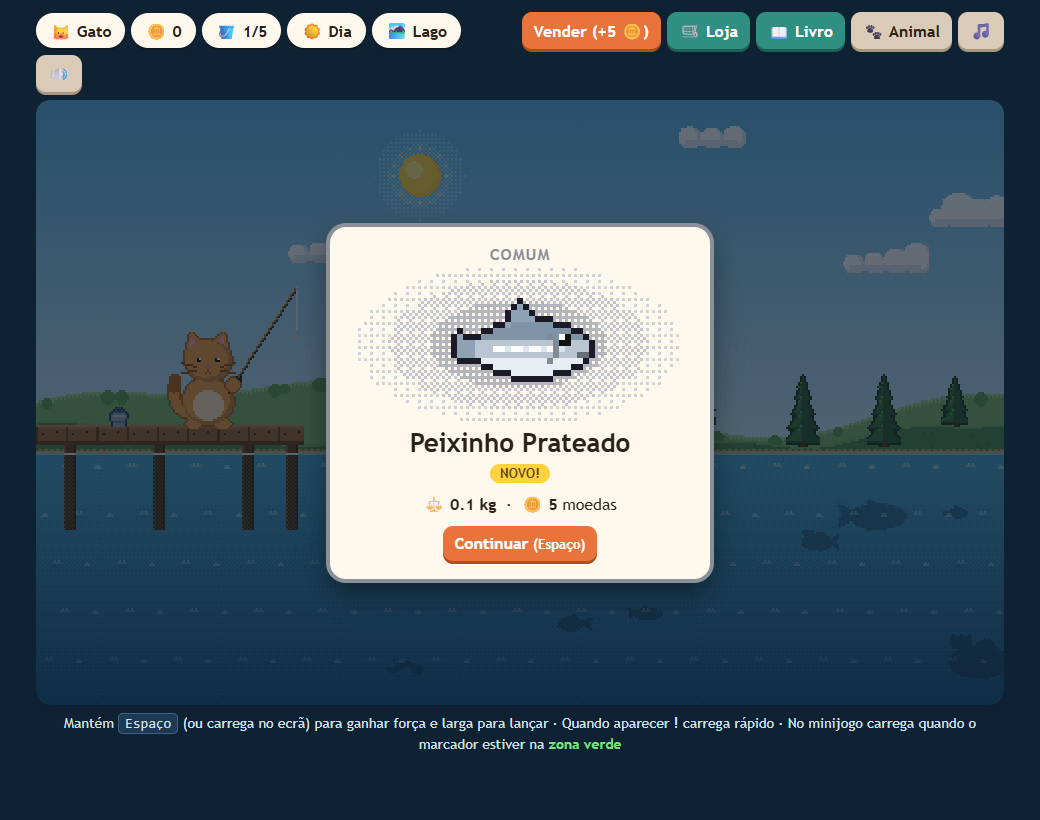 Gato 0 1/5 Dia Lago Vender (+5 ) Loja Livro Animal
COMUM
Peixinho Prateado
NOVO!
0.1 kg · 5 moedas
Continuar (Espaço)
Mantém Espaço (ou carrega no ecrã) para ganhar força e larga para lançar · Quando aparecer ! carrega rápido · No minijogo carrega quando o
marcador estiver na zona verde